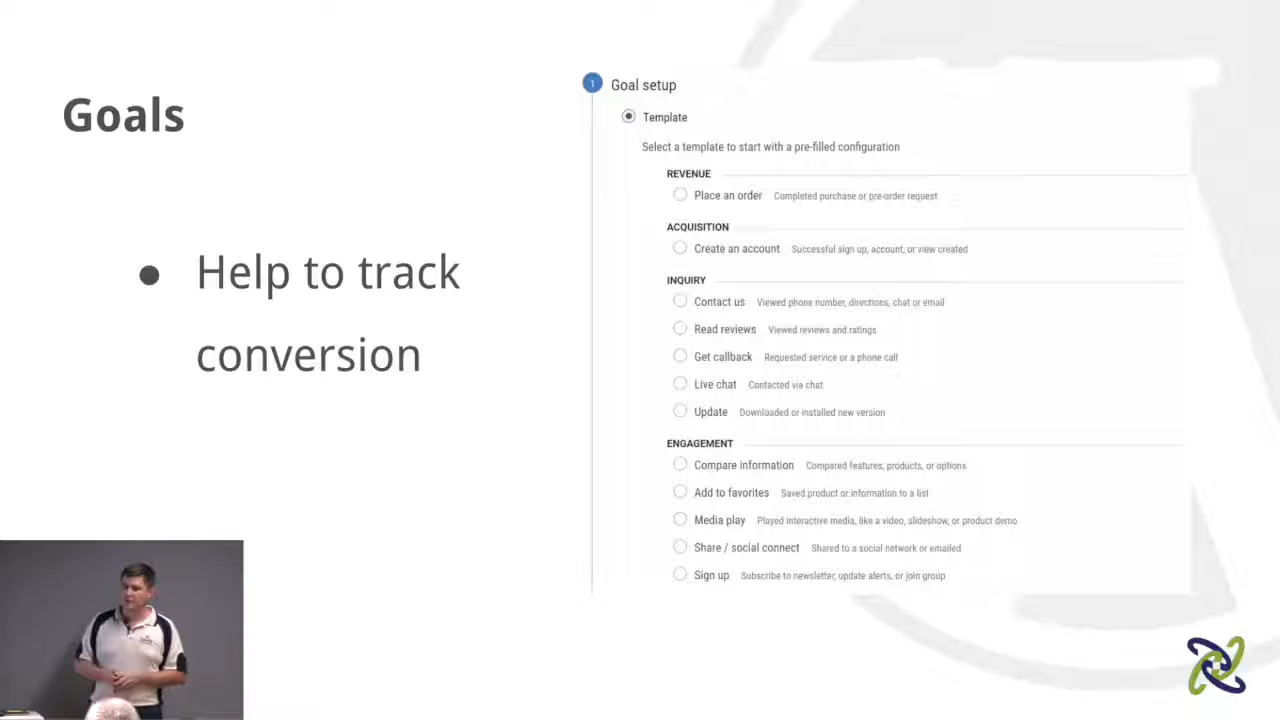 Goals
● Help to track
conversion
1 Goal setup
Template
Select a template to start with a pre-filled configuration
REVENUE
Place an order Completed purchase or pre-order request
ACQUISITION
Create an account Successful sign up, account, or view created
INQUIRY
Contact us Viewed phone number, directions, chat or email
Read reviews Viewed reviews and ratings
Get callback Requested service or a phone call
Live chat Contacted via chat
Update Downloaded or installed new version
ENGAGEMENT
Compare information Compared features, products, or options
Add to favorites Saved product or information to a list
Media play Played interactive media, like a video, slideshow, or product demo
Share / social connect Shared to a social network or emailed
Sign up Subscribe to newsletter, update alerts, or join group